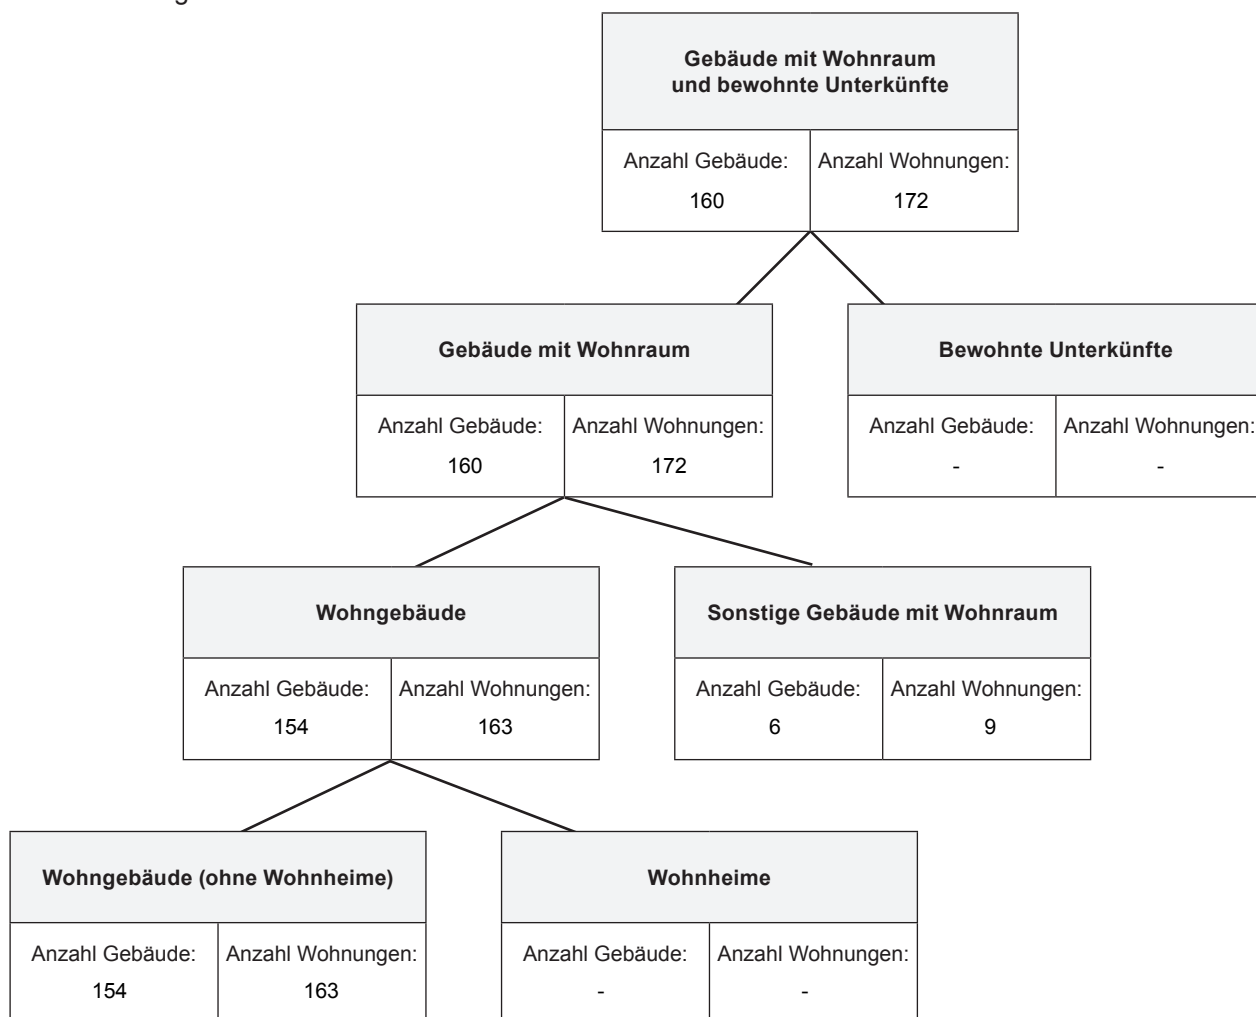 Gebäude mit Wohnraum
und bewohnte Unterkünfte
Anzahl Gebäude:
Anzahl Wohnungen:
160
172
Gebäude mit Wohnraum
Bewohnte Unterkünfte
Anzahl Gebäude:
Anzahl Wohnungen:
Anzahl Gebäude:
Anzahl Wohnungen:
160
172
-
-
Wohngebäude
Sonstige Gebäude mit Wohnraum
Anzahl Gebäude:
Anzahl Wohnungen:
Anzahl Gebäude:
Anzahl Wohnungen:
154
163
6
9
Wohngebäude (ohne Wohnheime)
Wohnheime
Anzahl Gebäude:
Anzahl Wohnungen:
Anzahl Gebäude:
Anzahl Wohnungen:
154
163
-
-